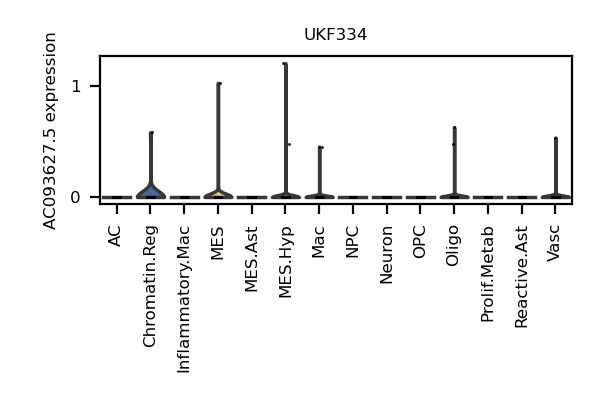 UKF334
AC093627.5 expression
1
0
AC
Chromatin.Reg
Inflammatory.Mac
MES
MES.Ast
MES.Hyp
Mac
NPC
Neuron
OPC
Oligo
Prolif.Metab
Reactive.Ast
Vasc